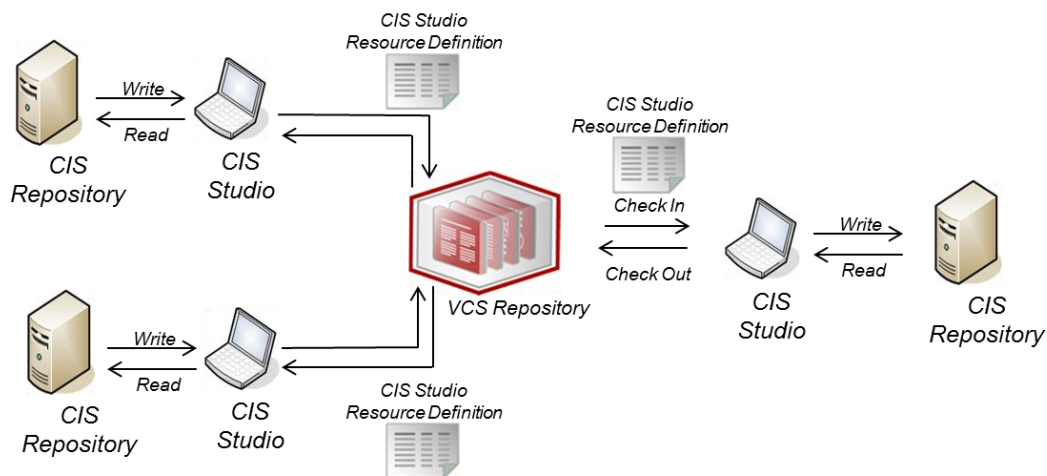 CIS Studio
Resource Definition
Write
Read
CIS
Repository
CIS
Studio
CIS Studio
Resource Definition
Check In
Check Out
VCS Repository
Write
Read
CIS
Studio
CIS
Repository
Write
Read
CIS
Repository
CIS
Studio
CIS Studio
Resource Definition